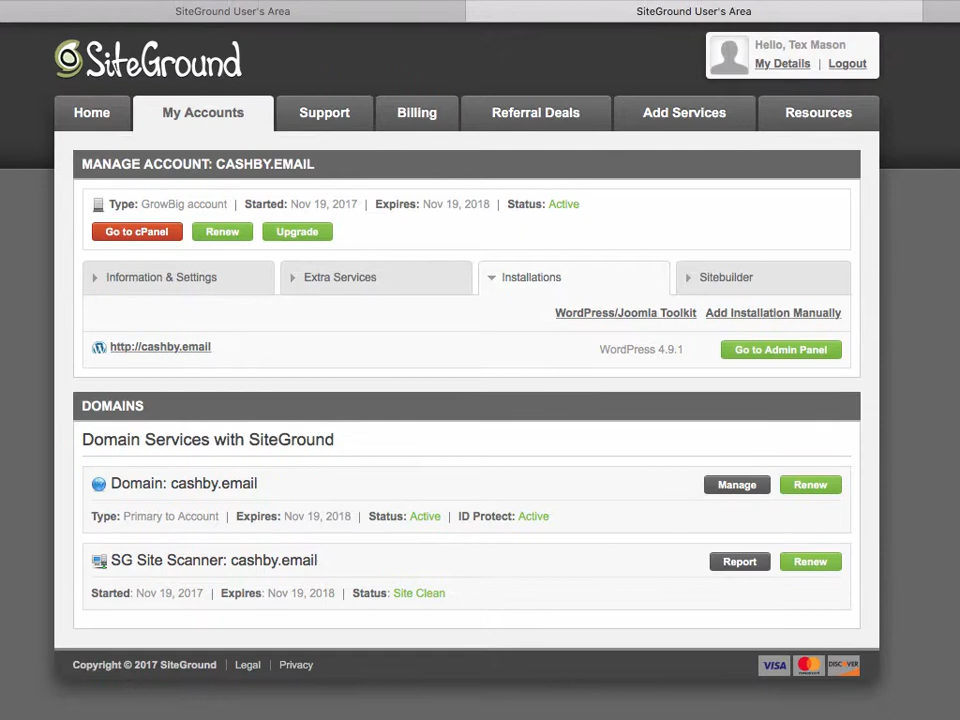 SiteGround User's Area
SiteGround User's Area
SiteGround
Hello, Tex Mason
My Details | Logout
Home
My Accounts
Support
Billing
Referral Deals
Add Services
Resources
MANAGE ACCOUNT: CASHBY.EMAIL
Type: GrowBig account | Started: Nov 19, 2017 | Expires: Nov 19, 2018 | Status: Active
Go to cPanel
Renew
Upgrade
Information & Settings
Extra Services
Installations
Sitebuilder
WordPress/Joomla Toolkit
Add Installation Manually
http://cashby.email
WordPress 4.9.1
Go to Admin Panel
DOMAINS
Domain Services with SiteGround
Domain: cashby.email
Manage
Renew
Type: Primary to Account | Expires: Nov 19, 2018 | Status: Active | ID Protect: Active
SG Site Scanner: cashby.email
Report
Renew
Started: Nov 19, 2017 | Expires: Nov 19, 2018 | Status: Site Clean
Copyright © 2017 SiteGround | Legal | Privacy
VISA
DISCOVER